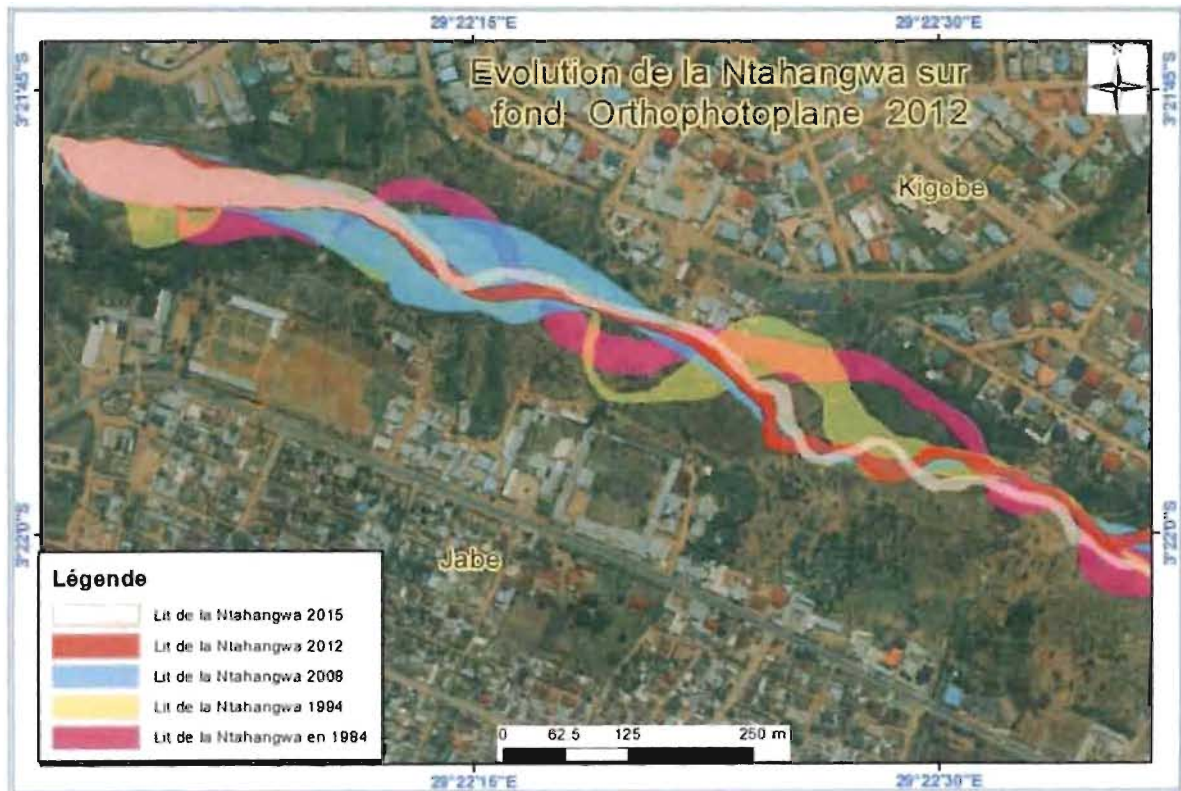 29°22'15"E
29°22'30"E
3°21'45"S
3°21'45"S
Evolution de la Ntahangwa sur
fond Orthophotoplane 2012
Kigobe
3°22'0"S
3°22'0"S
Jabe
Légende
Lit de la Ntahangwa 2015
Lit de la Ntahangwa 2012
Lit de la Ntahangwa 2008
Lit de la Ntahangwa 1994
Lit de la Ntahangwa en 1984
0 62.5 125 250 m
29°22'15"E
29°22'30"E